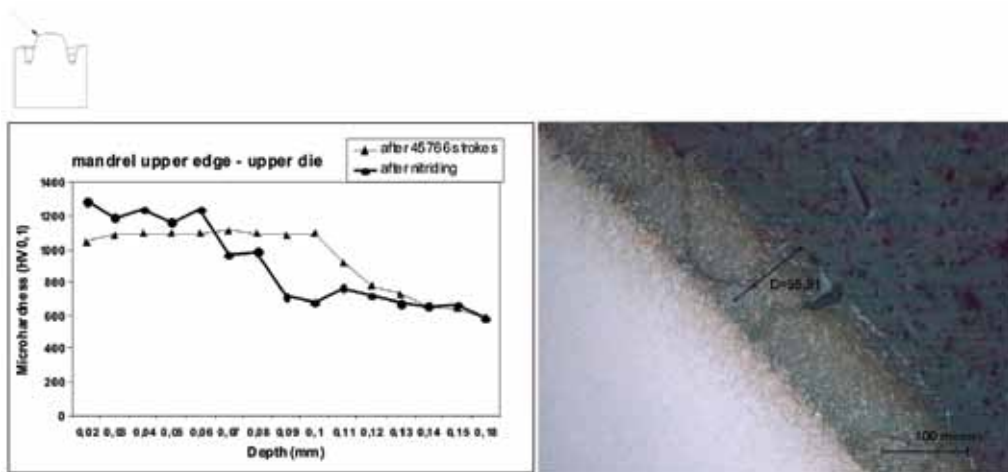 mandrel upper edge - upper die
after 45766 strokes
after nitriding
Microhardness (HV0,1)
1400
1200
1000
800
600
400
200
0
0,02 0,03 0,04 0,05 0,06 0,07 0,08 0,09 0,1 0,11 0,12 0,13 0,14 0,15 0,16
Depth (mm)
100